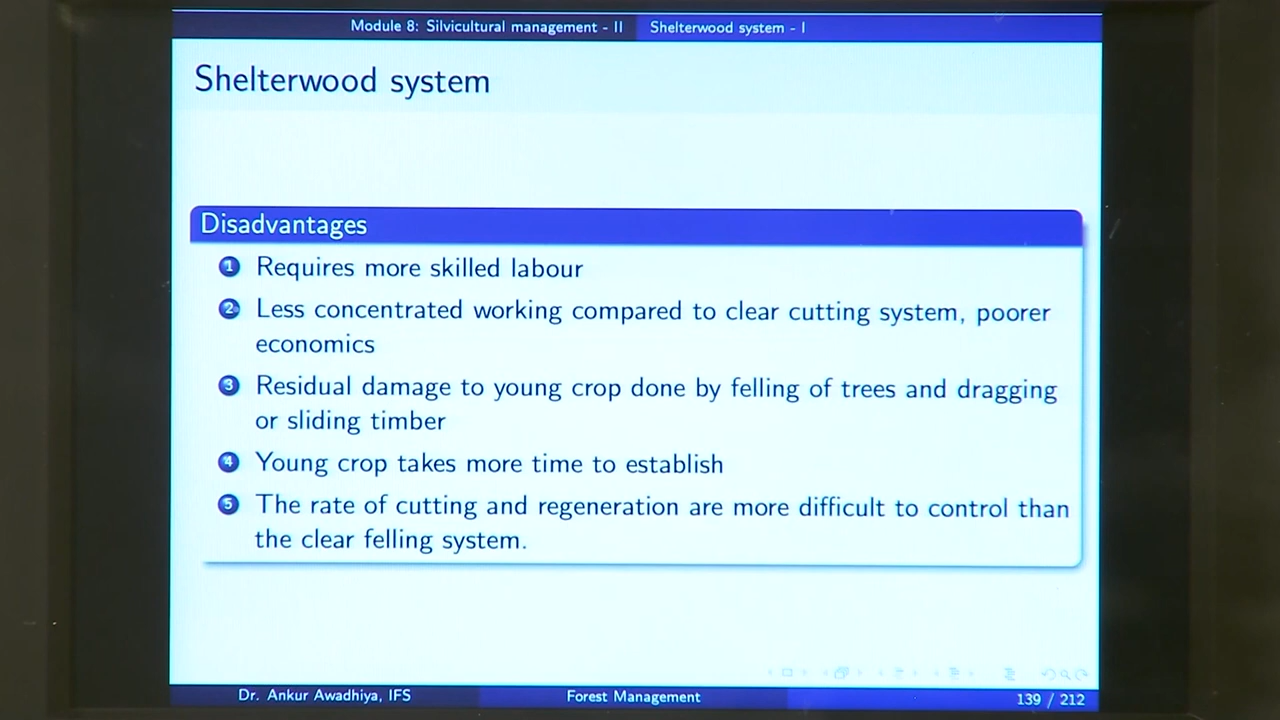 Module 8: Silvicultural management - II Shelterwood system - I
Shelterwood system
Disadvantages
1 Requires more skilled labour
2 Less concentrated working compared to clear cutting system, poorer
economics
3 Residual damage to young crop done by felling of trees and dragging
or sliding timber
4 Young crop takes more time to establish
5 The rate of cutting and regeneration are more difficult to control than
the clear felling system.
Dr. Ankur Awadhiya, IFS Forest Management 139 / 212